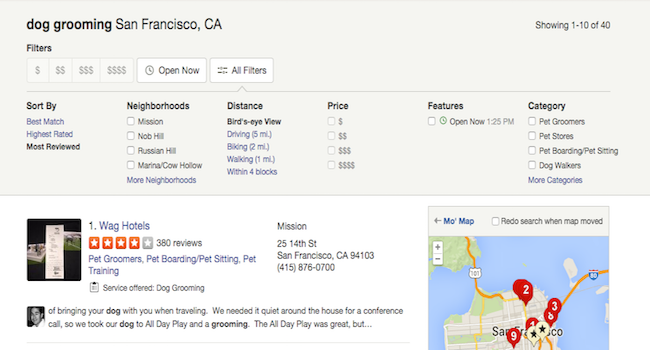 dog grooming San Francisco, CA
Showing 1-10 of 40
Filters
$ $$ $$$ $$$$ Open Now All Filters
Sort By
Best Match
Highest Rated
Most Reviewed
Neighborhoods
Mission
Nob Hill
Russian Hill
Marina/Cow Hollow
More Neighborhoods
Distance
Bird's-eye View
Driving (5 mi.)
Biking (2 mi.)
Walking (1 mi.)
Within 4 blocks
Price
$
$$
$$$
$$$$
Features
Open Now 1:25 PM
Category
Pet Groomers
Pet Stores
Pet Boarding/Pet Sitting
Dog Walkers
More Categories
1. Wag Hotels
380 reviews
Pet Groomers, Pet Boarding/Pet Sitting, Pet
Training
Service offered: Dog Grooming
Mission
25 14th St
San Francisco, CA 94103
(415) 876-0700
of bringing your dog with you when traveling. We needed it quiet around the house for a conference
call, so we took our dog to All Day Play and a grooming. The All Day Play was great, but…
Mo' Map
Redo search when map moved
+
−
101
2
3
8
9